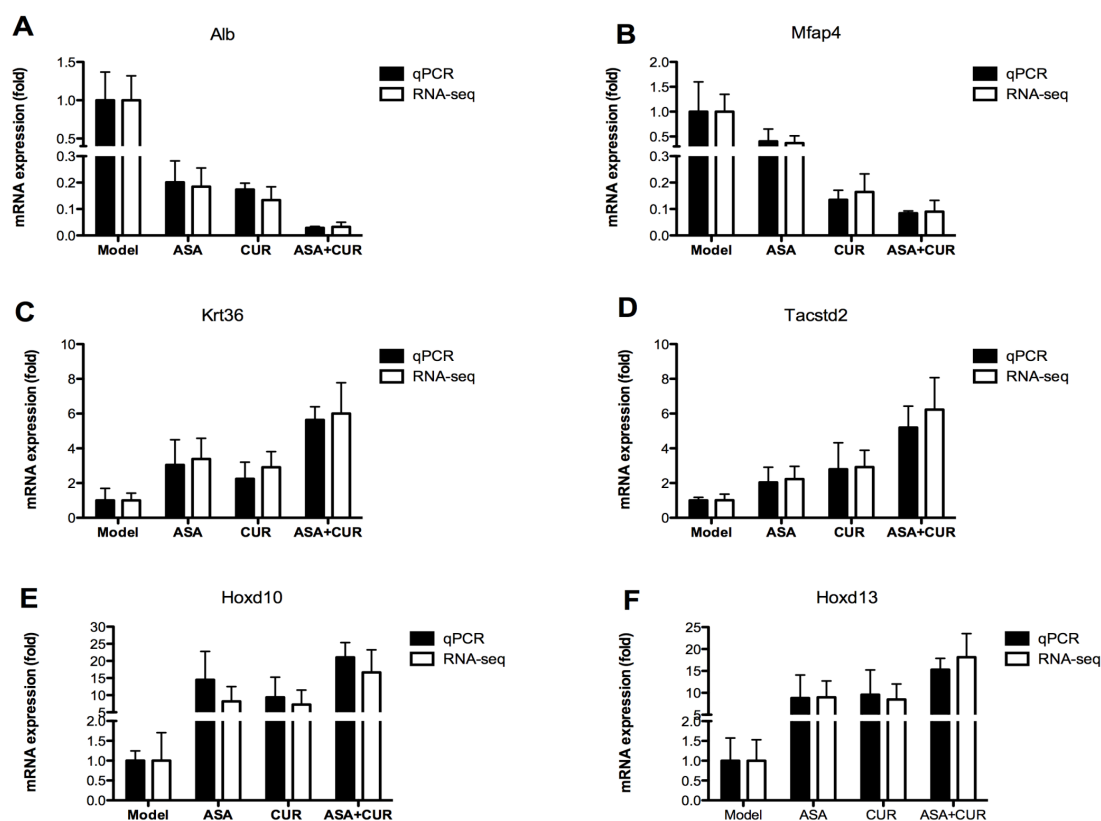 A
Alb
mRNA expression (fold)
1.5
1.0
0.5
0.3
0.2
0.1
0.0
Model ASA CUR ASA+CUR
qPCR
RNA-seq
B
Mfap4
mRNA expression (fold)
2.0
1.5
1.0
0.5
0.3
0.2
0.1
0.0
Model ASA CUR ASA+CUR
qPCR
RNA-seq
C
Krt36
mRNA expression (fold)
10
8
6
4
2
0
Model ASA CUR ASA+CUR
qPCR
RNA-seq
D
Tacstd2
mRNA expression (fold)
10
8
6
4
2
0
Model ASA CUR ASA+CUR
qPCR
RNA-seq
E
Hoxd10
mRNA expression (fold)
30
25
20
15
10
5
2.0
1.5
1.0
0.5
0.0
Model ASA CUR ASA+CUR
qPCR
RNA-seq
F
Hoxd13
mRNA expression (fold)
25
20
15
10
5
2.0
1.5
1.0
0.5
0.0
Model ASA CUR ASA+CUR
qPCR
RNA-seq